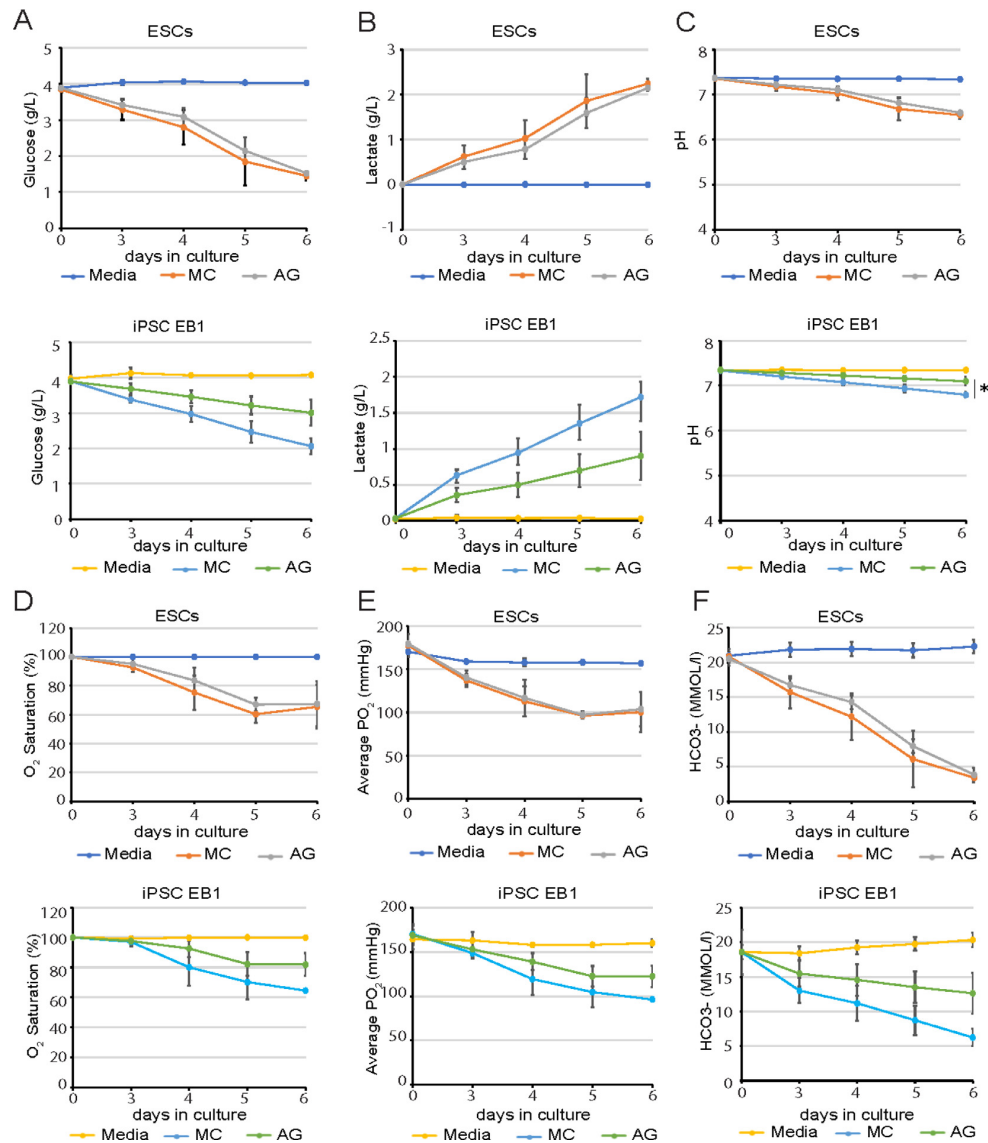 A
ESCs
Glucose (g/L)
5
4
3
2
1
0
0 3 4 5 6
days in culture
Media MC AG
B
ESCs
Lactate (g/L)
3
2
1
0
-1
0 3 4 5 6
days in culture
Media MC AG
C
ESCs
pH
8
7
6
5
4
0 3 4 5 6
days in culture
Media MC AG
iPSC EB1
Glucose (g/L)
5
4
3
2
1
0
0 3 4 5 6
days in culture
Media MC AG
iPSC EB1
Lactate (g/L)
2.5
2
1.5
1
0.5
0
0 3 4 5 6
days in culture
Media MC AG
iPSC EB1
pH
8
7
6
5
4
*
0 3 4 5 6
days in culture
Media MC AG
D
ESCs
O2 Saturation (%)
120
100
80
60
40
20
0
0 3 4 5 6
days in culture
Media MC AG
E
ESCs
Average PO2 (mmHg)
200
150
100
50
0
0 3 4 5 6
days in culture
Media MC AG
F
ESCs
HCO3- (MMOL/l)
25
20
15
10
5
0
0 3 4 5 6
days in culture
Media MC AG
iPSC EB1
O2 Saturation (%)
120
100
80
60
40
20
0
0 3 4 5 6
days in culture
Media MC AG
iPSC EB1
Average PO2 (mmHg)
200
150
100
50
0
0 3 4 5 6
days in culture
Media MC AG
iPSC EB1
HCO3- (MMOL/l)
25
20
15
10
5
0
0 3 4 5 6
days in culture
Media MC AG